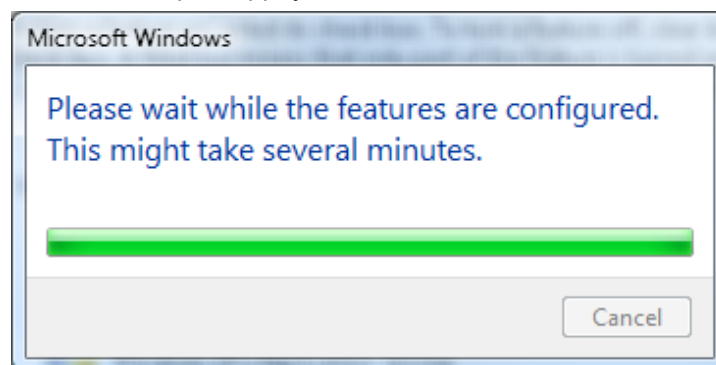 Microsoft Windows
Please wait while the features are configured.
This might take several minutes.
Cancel